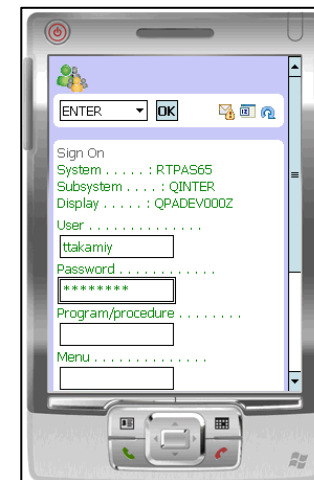 ENTER OK
Sign On
System . . . . . : RTPAS65
Subsystem . . . . : QINTER
Display . . . . . : QPADEV000Z
User . . . . . . . . . . . . . .
ttakamiy
Password . . . . . . . . . . . .
********
Program/procedure . . . . . . . .
Menu . . . . . . . . . . . . . .